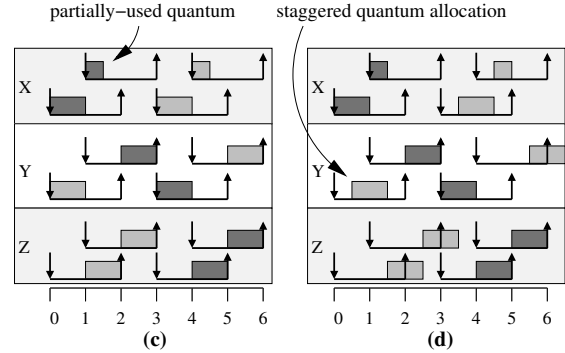 partially−used quantum staggered quantum allocation
X X
Y Y
Z Z
0 1 2 3 4 5 6 0 1 2 3 4 5 6
(c) (d)